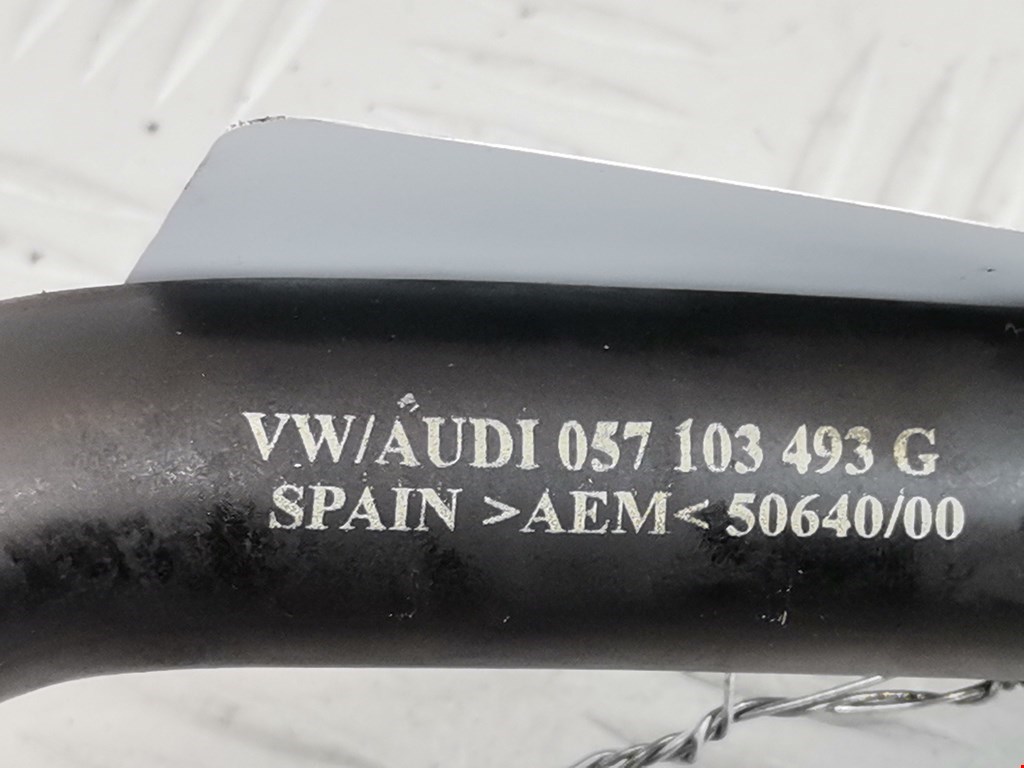 VW/AUDI 057 103 493 G
SPAIN >AEM< 50640/00